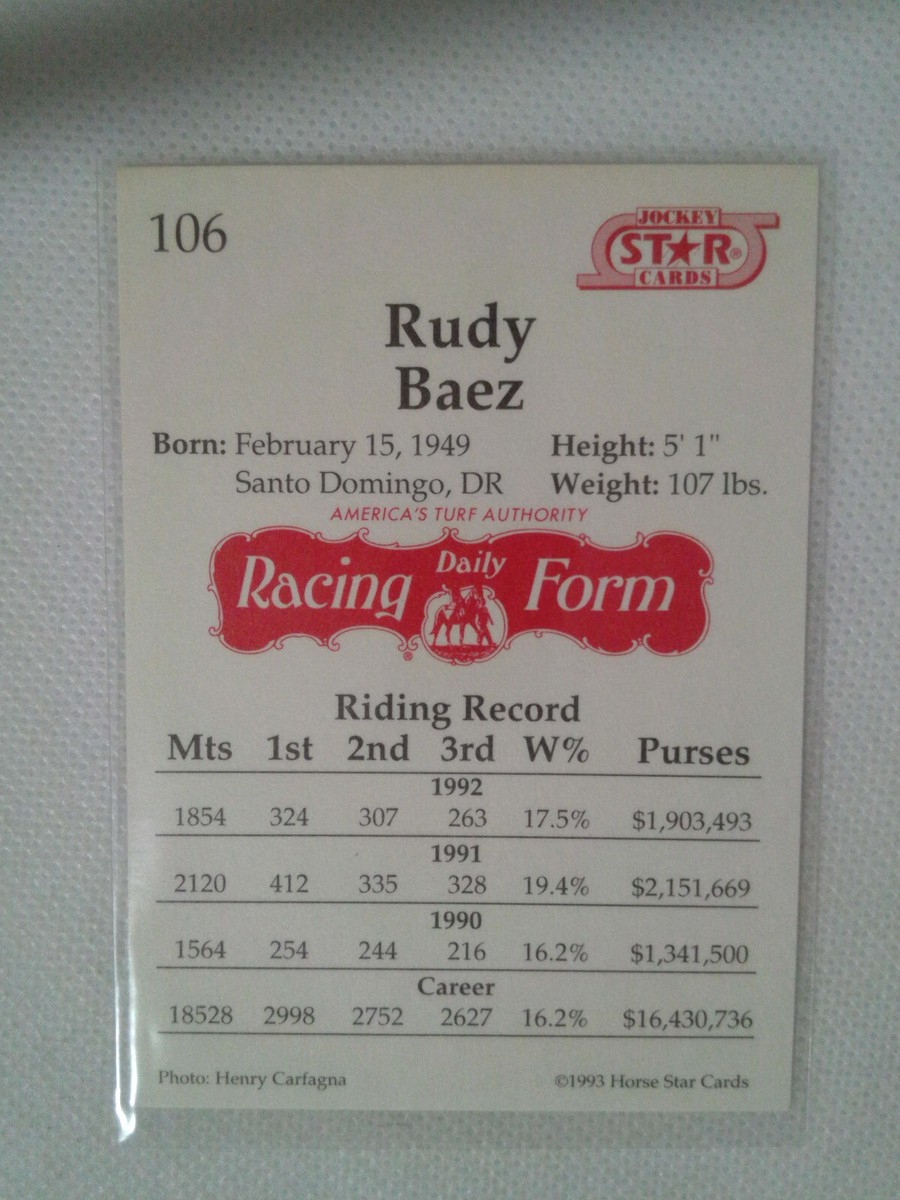 106
JOCKEY
STAR®
CARDS
Rudy
Baez
Born: February 15, 1949 Height: 5' 1"
Santo Domingo, DR Weight: 107 lbs.
AMERICA'S TURF AUTHORITY
Racing Daily Form
®
Riding Record
Mts 1st 2nd 3rd W% Purses
1992
1854 324 307 263 17.5% $1,903,493
1991
2120 412 335 328 19.4% $2,151,669
1990
1564 254 244 216 16.2% $1,341,500
Career
18528 2998 2752 2627 16.2% $16,430,736
Photo: Henry Carfagna ©1993 Horse Star Cards